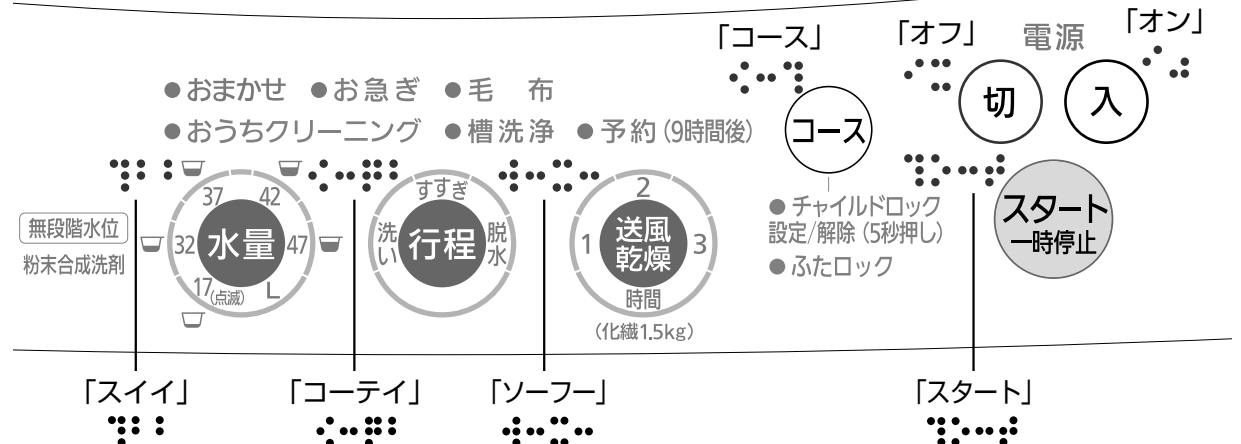 「コース」
「オフ」
電源
「オン」
⠪⠒⠹
⠊⠭
⠊⠴
切
入
●おまかせ ●お急ぎ ●毛 布
●おうちクリーニング ●槽洗浄 ●予約(9時間後)
コース
無段階水位
粉末合成洗剤
37
42
32
水量
47
17(点滅)
L
すすぎ
洗い
行程
脱水
2
1
送風
乾燥
3
時間
(化繊1.5kg)
●チャイルドロック
設定/解除(5秒押し)
●ふたロック
スタート
一時停止
「スイイ」
「コーテイ」
「ソーフー」
「スタート」